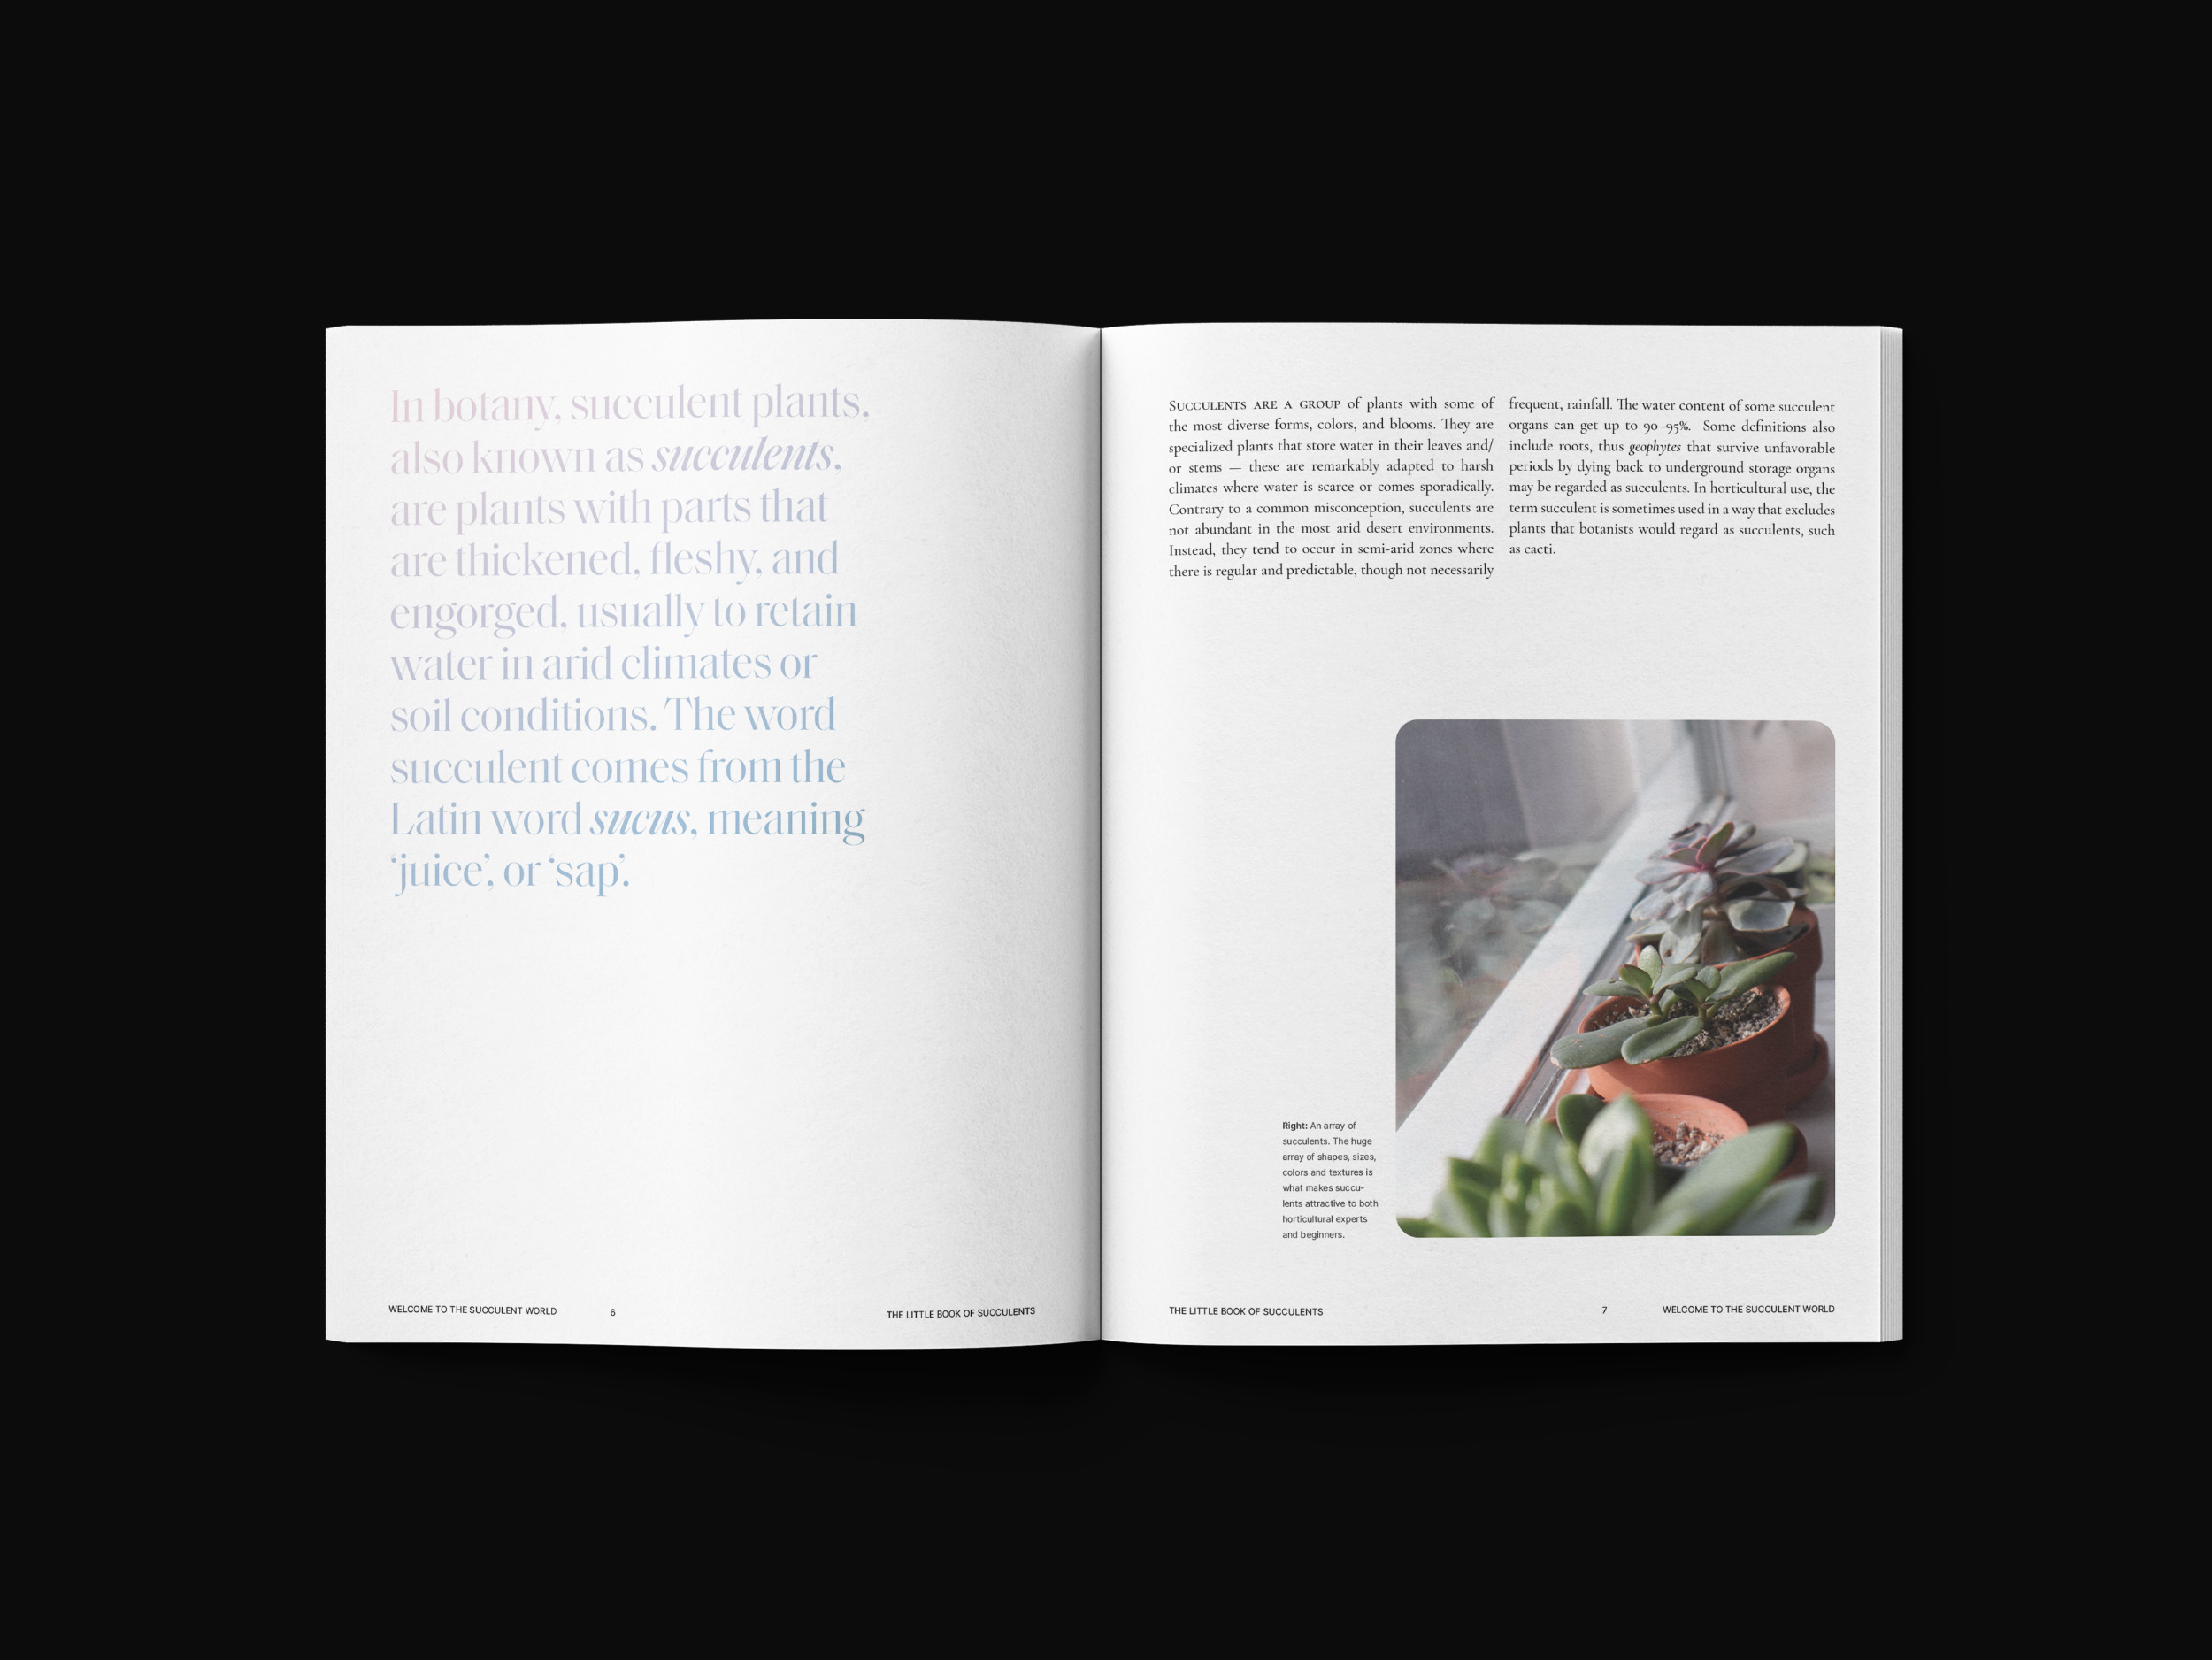 In botany, succulent plants,
also known as succulents,
are plants with parts that
are thickened, fleshy, and
engorged, usually to retain
water in arid climates or
soil conditions. The word
succulent comes from the
Latin word sucus, meaning
‘juice’, or ‘sap’.
WELCOME TO THE SUCCULENT WORLD
6
THE LITTLE BOOK OF SUCCULENTS
SUCCULENTS ARE A GROUP of plants with some of
the most diverse forms, colors, and blooms. They are
specialized plants that store water in their leaves and/
or stems — these are remarkably adapted to harsh
climates where water is scarce or comes sporadically.
Contrary to a common misconception, succulents are
not abundant in the most arid desert environments.
Instead, they tend to occur in semi-arid zones where
there is regular and predictable, though not necessarily
frequent, rainfall. The water content of some succulent
organs can get up to 90–95%. Some definitions also
include roots, thus geophytes that survive unfavorable
periods by dying back to underground storage organs
may be regarded as succulents. In horticultural use, the
term succulent is sometimes used in a way that excludes
plants that botanists would regard as succulents, such
as cacti.
Right: An array of
succulents. The huge
array of shapes, sizes,
colors and textures is
what makes succu-
lents attractive to both
horticultural experts
and beginners.
THE LITTLE BOOK OF SUCCULENTS
7
WELCOME TO THE SUCCULENT WORLD